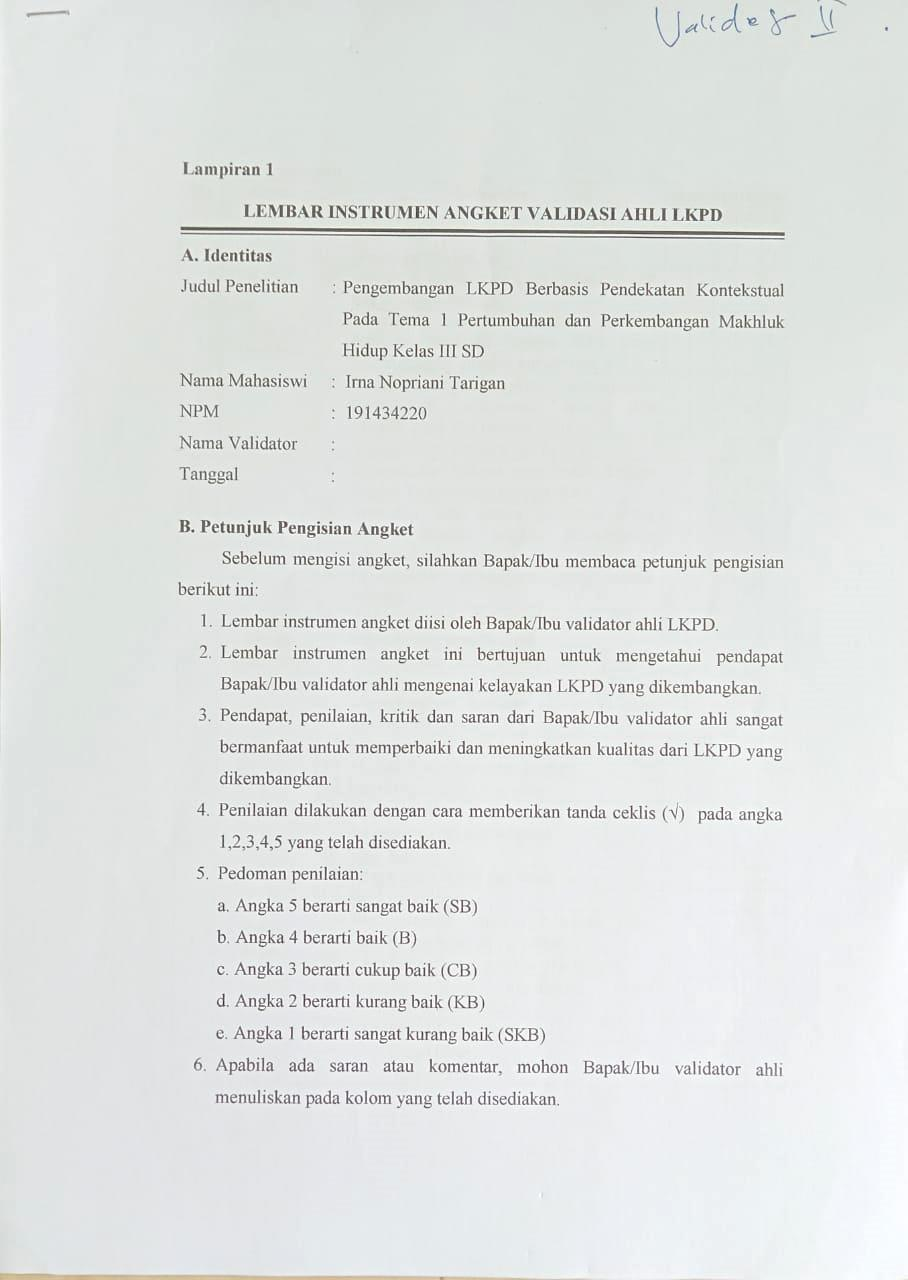 Validas II
Lampiran 1
LEMBAR INSTRUMEN ANGKET VALIDASI AHLI LKPD
A. Identitas
Judul Penelitian : Pengembangan LKPD Berbasis Pendekatan Kontekstual
Pada Tema 1 Pertumbuhan dan Perkembangan Makhluk
Hidup Kelas III SD
Nama Mahasiswi : Irna Nopriani Tarigan
NPM : 191434220
Nama Validator :
Tanggal :
B. Petunjuk Pengisian Angket
Sebelum mengisi angket, silahkan Bapak/Ibu membaca petunjuk pengisian
berikut ini:
1. Lembar instrumen angket diisi oleh Bapak/Ibu validator ahli LKPD.
2. Lembar instrumen angket ini bertujuan untuk mengetahui pendapat
Bapak/Ibu validator ahli mengenai kelayakan LKPD yang dikembangkan.
3. Pendapat, penilaian, kritik dan saran dari Bapak/Ibu validator ahli sangat
bermanfaat untuk memperbaiki dan meningkatkan kualitas dari LKPD yang
dikembangkan.
4. Penilaian dilakukan dengan cara memberikan tanda ceklis (√) pada angka
1,2,3,4,5 yang telah disediakan.
5. Pedoman penilaian:
a. Angka 5 berarti sangat baik (SB)
b. Angka 4 berarti baik (B)
c. Angka 3 berarti cukup baik (CB)
d. Angka 2 berarti kurang baik (KB)
e. Angka 1 berarti sangat kurang baik (SKB)
6. Apabila ada saran atau komentar, mohon Bapak/Ibu validator ahli
menuliskan pada kolom yang telah disediakan.